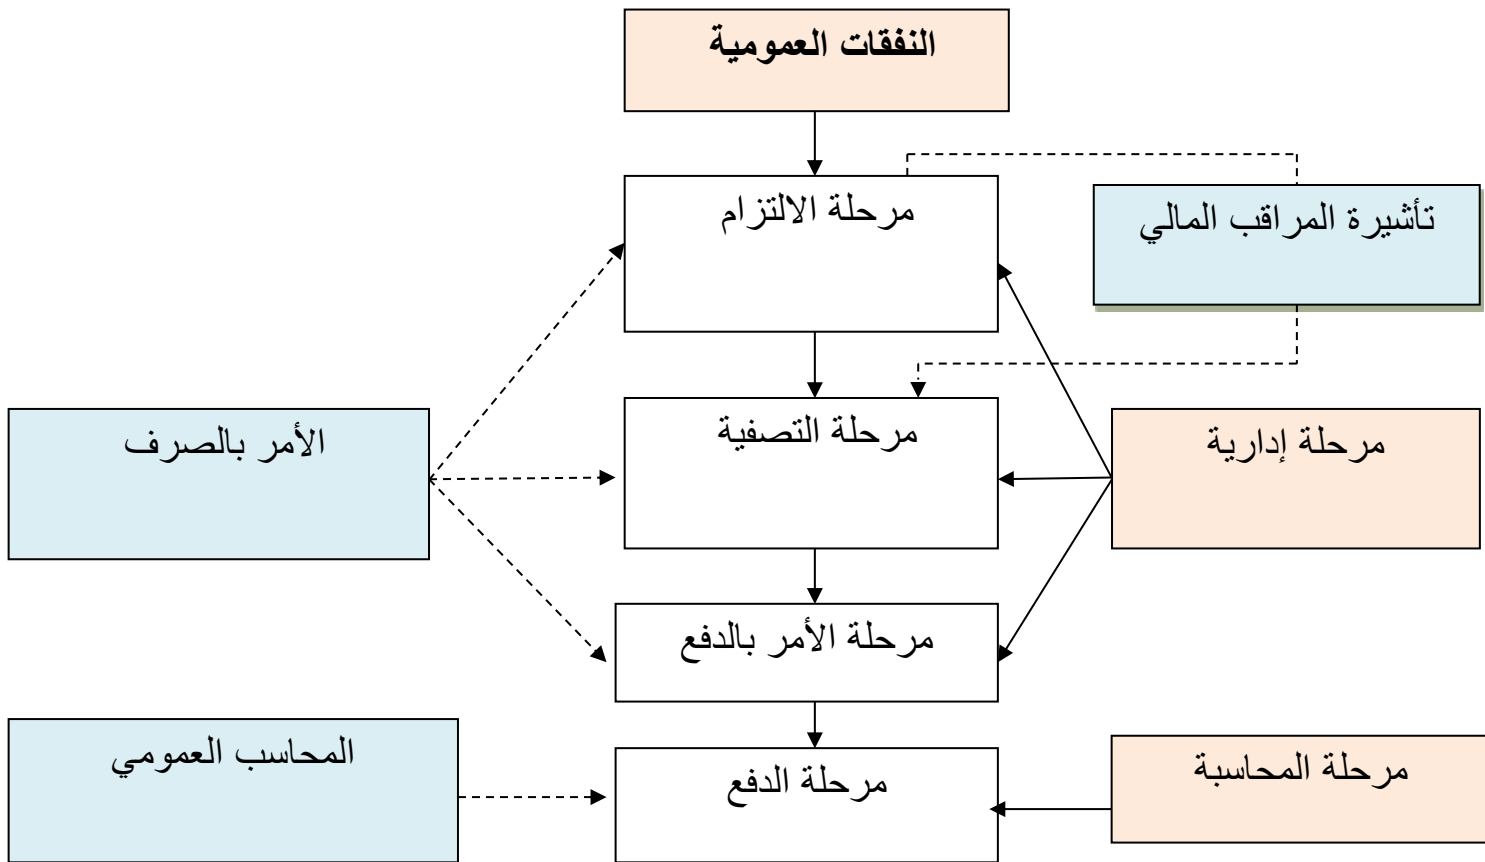 النفقات العمومية
مرحلة الالتزام
تأشيرة المراقب المالي
مرحلة التصفية
مرحلة إدارية
الأمر بالصرف
مرحلة الأمر بالدفع
مرحلة الدفع
مرحلة المحاسبة
المحاسب العمومي